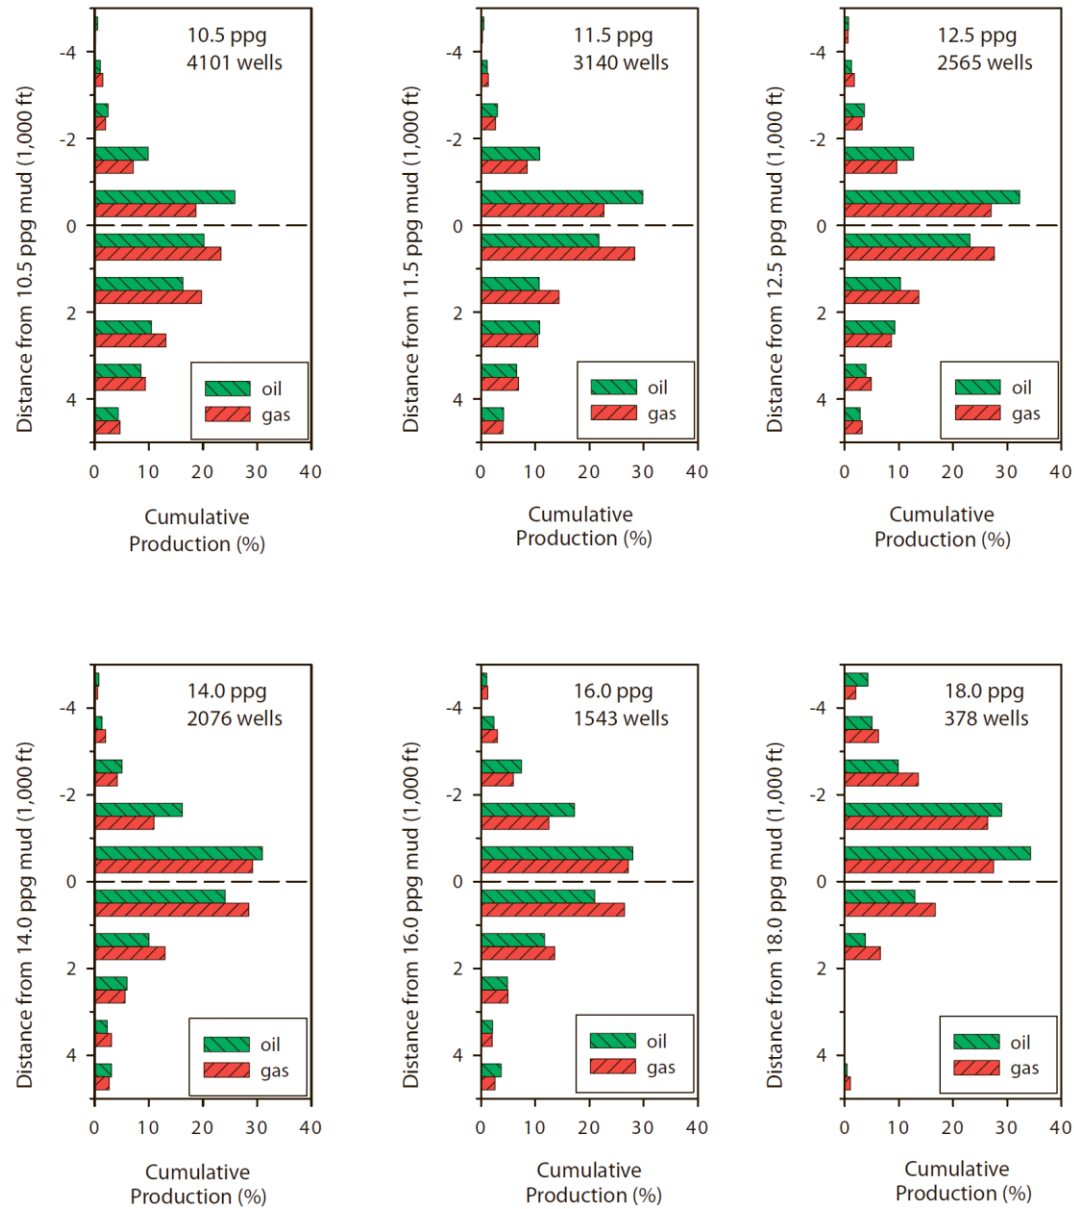 10.5 ppg
4101 wells
Distance from 10.5 ppg mud (1,000 ft)
-4
-2
0
2
4
oil
gas
0 10 20 30 40
Cumulative
Production (%)
11.5 ppg
3140 wells
Distance from 11.5 ppg mud (1,000 ft)
-4
-2
0
2
4
oil
gas
0 10 20 30 40
Cumulative
Production (%)
12.5 ppg
2565 wells
Distance from 12.5 ppg mud (1,000 ft)
-4
-2
0
2
4
oil
gas
0 10 20 30 40
Cumulative
Production (%)
14.0 ppg
2076 wells
Distance from 14.0 ppg mud (1,000 ft)
-4
-2
0
2
4
oil
gas
0 10 20 30 40
Cumulative
Production (%)
16.0 ppg
1543 wells
Distance from 16.0 ppg mud (1,000 ft)
-4
-2
0
2
4
oil
gas
0 10 20 30 40
Cumulative
Production (%)
18.0 ppg
378 wells
Distance from 18.0 ppg mud (1,000 ft)
-4
-2
0
2
4
oil
gas
0 10 20 30 40
Cumulative
Production (%)